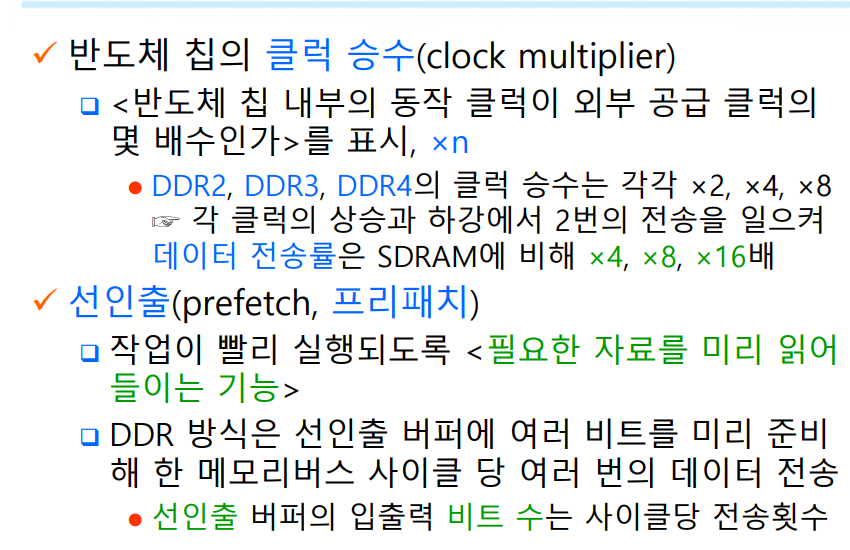 ✓ 반도체 칩의 클럭 승수(clock multiplier)
❑ <반도체 칩 내부의 동작 클럭이 외부 공급 클럭의
몇 배수인가>를 표시, ×n
● DDR2, DDR3, DDR4의 클럭 승수는 각각 ×2, ×4, ×8
☞ 각 클럭의 상승과 하강에서 2번의 전송을 일으켜
데이터 전송률은 SDRAM에 비해 ×4, ×8, ×16배
✓ 선인출(prefetch, 프리패치)
❑ 작업이 빨리 실행되도록 <필요한 자료를 미리 읽어
들이는 기능>
❑ DDR 방식은 선인출 버퍼에 여러 비트를 미리 준비
해 한 메모리버스 사이클 당 여러 번의 데이터 전송
● 선인출 버퍼의 입출력 비트 수는 사이클당 전송횟수